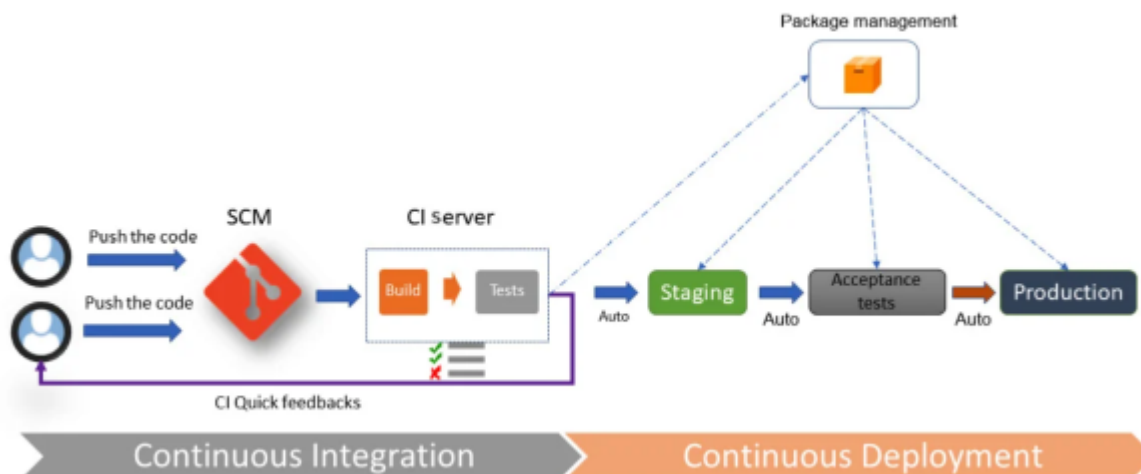 Package management
SCM
CI server
Push the code
Push the code
Build
Tests
Auto
Staging
Auto
Acceptance
tests
Auto
Production
CI Quick feedbacks
Continuous Integration
Continuous Deployment